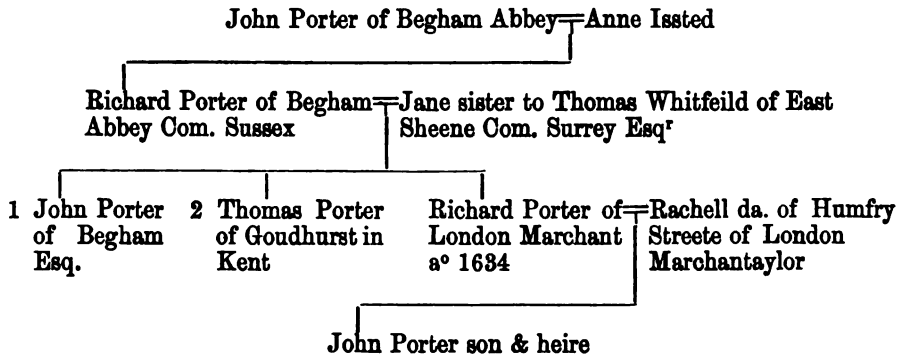 John Porter of Begham Abbey=Anne Issted
Richard Porter of Begham=Jane sister to Thomas Whitfeild of East
Abbey Com. Sussex Sheene Com. Surrey Esqʳ
1 John Porter 2 Thomas Porter Richard Porter of=Rachell da. of Humfry
of Begham of Goudhurst in London Marchant Streete of London
Esq. Kent aº 1634 Marchantaylor
John Porter son & heire